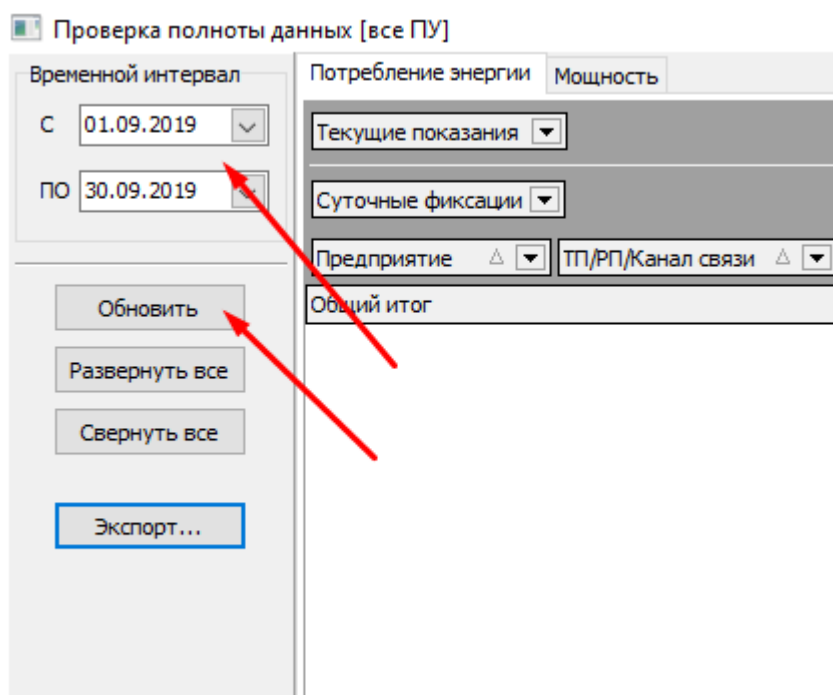 Проверка полноты данных [все ПУ]
Временной интервал
С 01.09.2019
ПО 30.09.2019
Обновить
Развернуть все
Свернуть все
Экспорт...
Потребление энергии Мощность
Текущие показания
Суточные фиксации
Предприятие ТП/РП/Канал связи
Общий итог